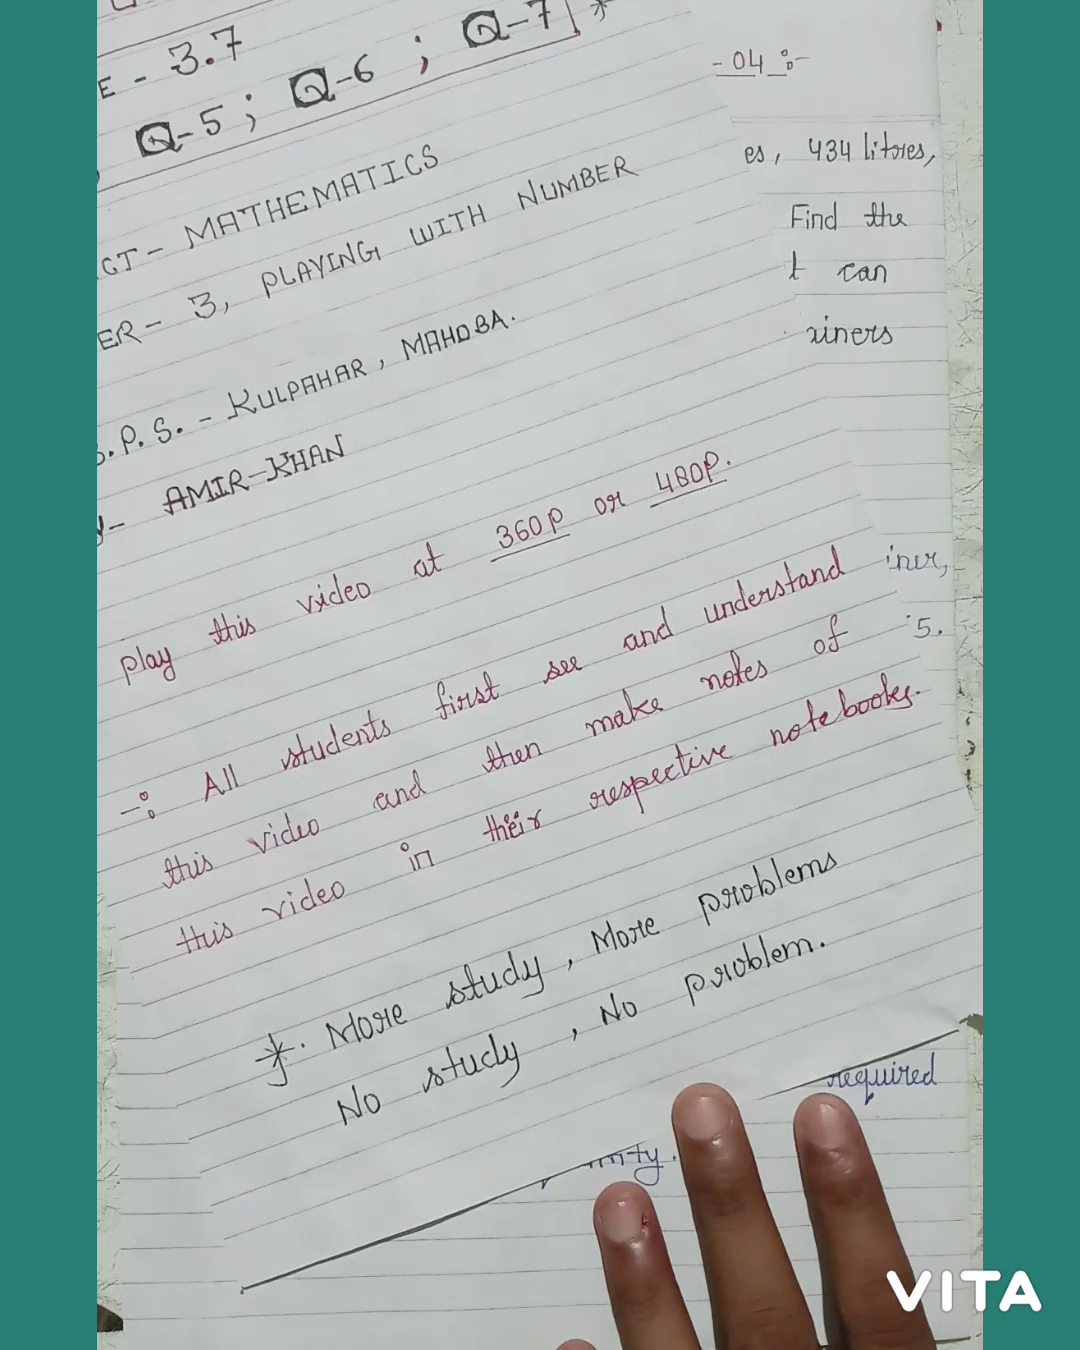 E - 3.7
Q-5 ; Q-6 ; Q-7 *
CT - MATHEMATICS
ER - 3, PLAYING WITH NUMBER
.P.S. - KULPAHAR, MAHOBA.
y- AMIR-KHAN
play this video at 360p or 480p.
-: All students first see and understand
this video and then make notes of
this video in their respective notebooks.
*. More study, More problems
No study, No problem.
- 04 :-
es, 434 litres,
Find the
t can
iners
iner,
5.
required
VITA